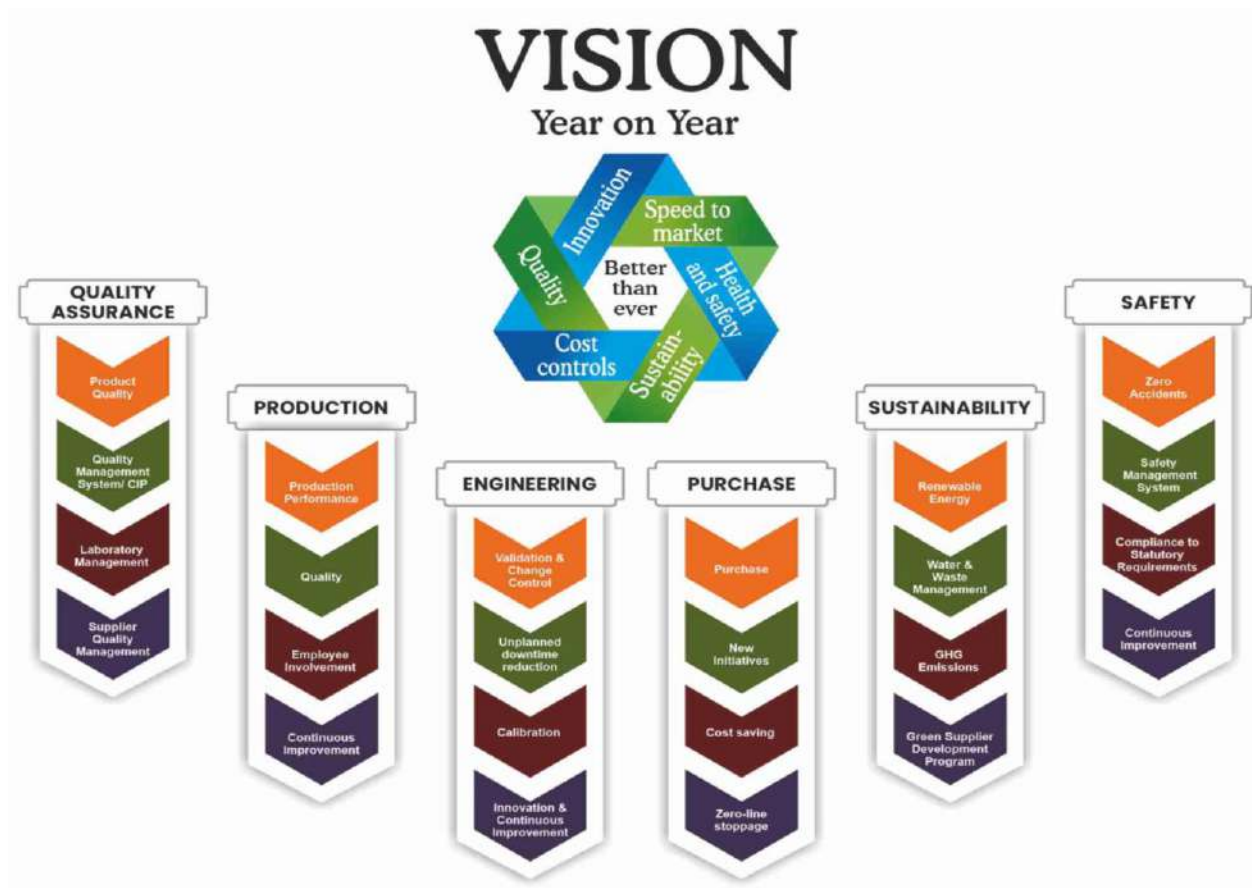 VISION
Year on Year
Innovation
Speed to
market
Quality
Better
than
ever
Health
and safety
Cost
controls
Sustain-
ability
QUALITY
ASSURANCE
Product
Quality
Quality
Management
System/ CIP
Laboratory
Management
Supplier
Quality
Management
PRODUCTION
Production
Performance
Quality
Employee
Involvement
Continuous
Improvement
ENGINEERING
Validation &
Change
Control
Unplanned
downtime
reduction
Calibration
Innovation &
Continuous
Improvement
PURCHASE
Purchase
New
Initiatives
Cost saving
Zero-line
stoppage
SUSTAINABILITY
Renewable
Energy
Water &
Waste
Management
GHG
Emissions
Green Supplier
Development
Program
SAFETY
Zero
Accidents
Safety
Management
System
Compliance to
Statutory
Requirements
Continuous
Improvement